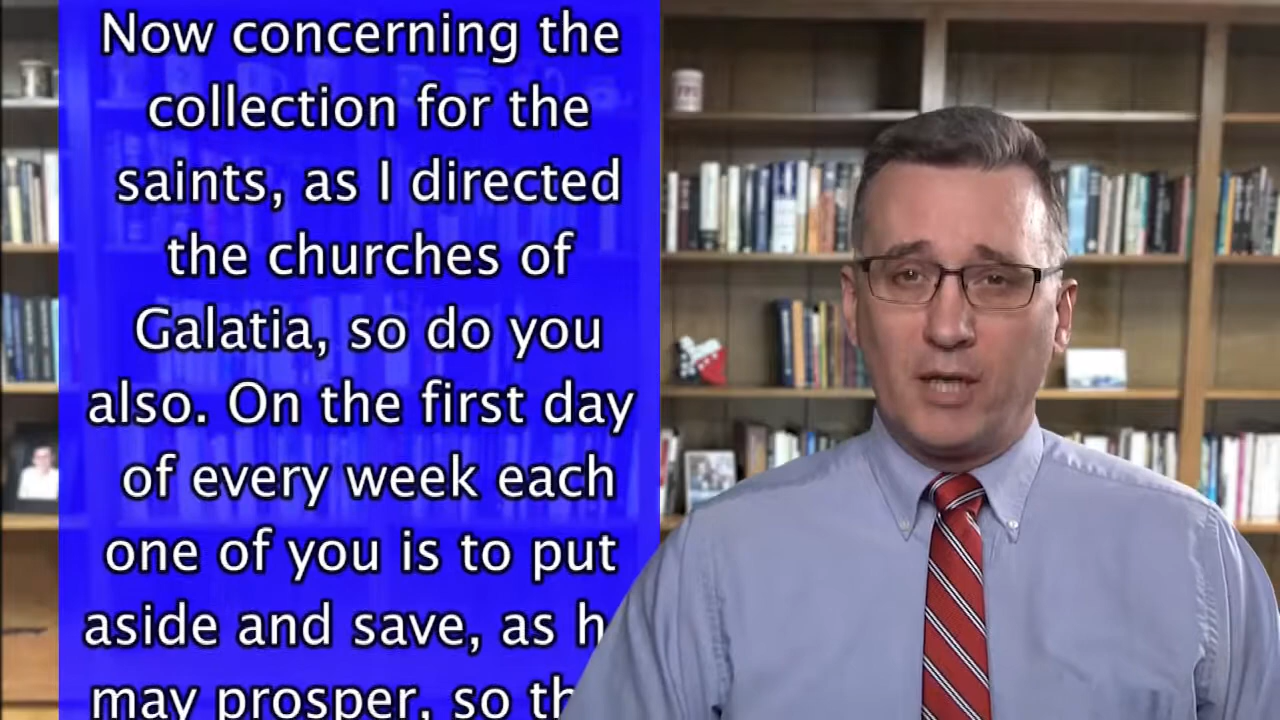 Now concerning the
collection for the
saints, as I directed
the churches of
Galatia, so do you
also. On the first day
of every week each
one of you is to put
aside and save, as
may prosper, so